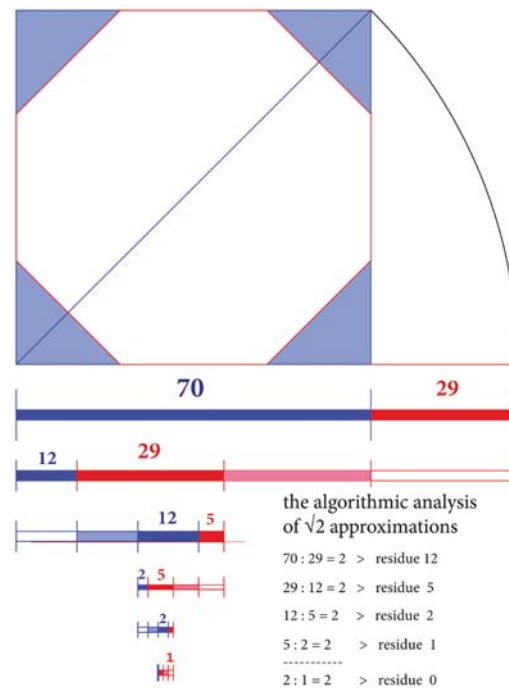 70 29
12 29
12 5
2 5
2
1
the algorithmic analysis
of √2 approximations
70 : 29 = 2 > residue 12
29 : 12 = 2 > residue 5
12 : 5 = 2 > residue 2
5 : 2 = 2 > residue 1
-----------
2 : 1 = 2 > residue 0